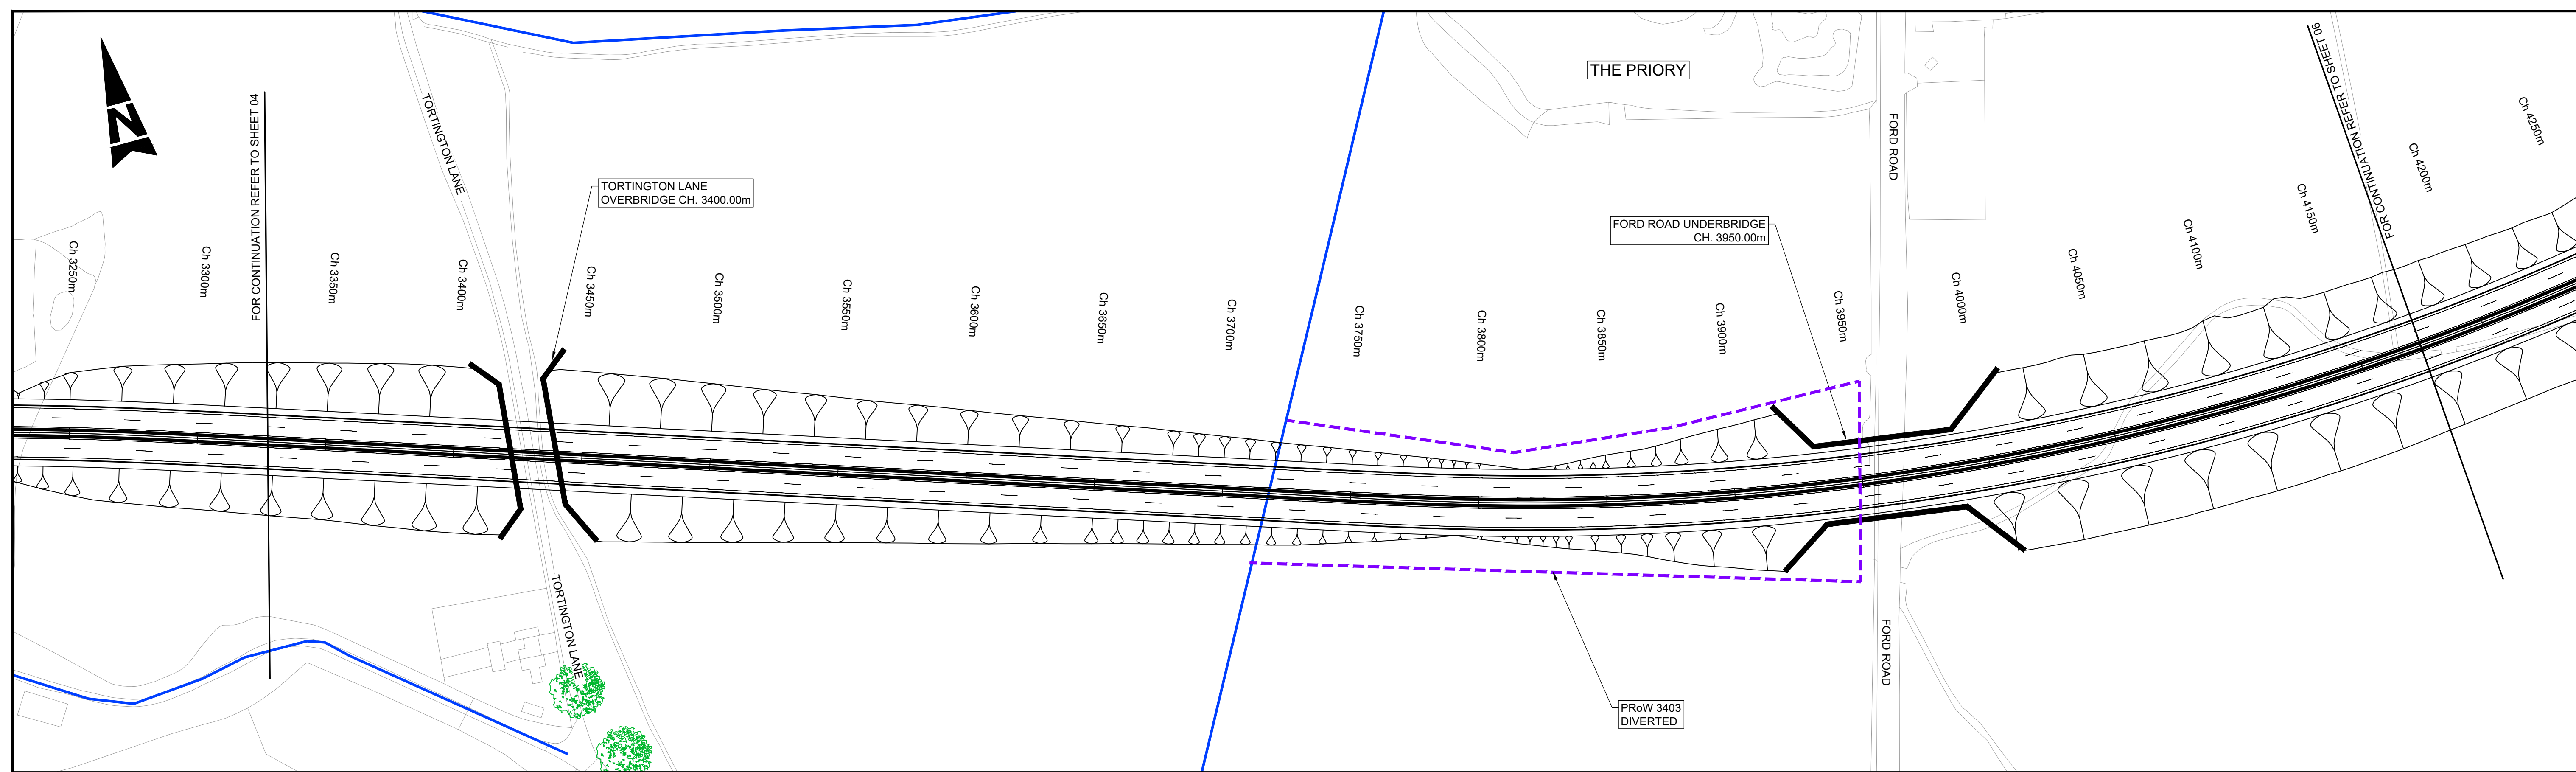 N
FOR CONTINUATION REFER TO SHEET 04
TORTINGTON LANE
TORTINGTON LANE
OVERBRIDGE CH. 3400.00m
THE PRIORY
FORD ROAD
FORD ROAD UNDERBRIDGE
CH. 3950.00m
FOR CONTINUATION REFER TO SHEET 06
Ch 3250m
Ch 3300m
Ch 3350m
Ch 3400m
Ch 3450m
Ch 3500m
Ch 3550m
Ch 3600m
Ch 3650m
Ch 3700m
Ch 3750m
Ch 3800m
Ch 3850m
Ch 3900m
Ch 3950m
Ch 4000m
Ch 4050m
Ch 4100m
Ch 4150m
Ch 4200m
Ch 4250m
TORTINGTON LANE
FORD ROAD
PRoW 3403
DIVERTED